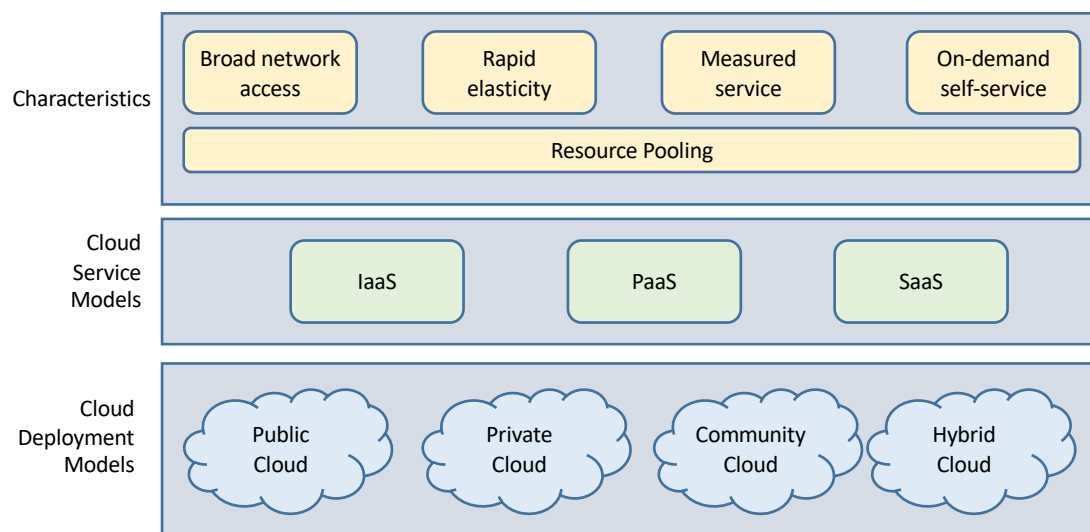 Characteristics
Broad network
access
Rapid
elasticity
Measured
service
On-demand
self-service
Resource Pooling
Cloud
Service
Models
IaaS
PaaS
SaaS
Cloud
Deployment
Models
Public
Cloud
Private
Cloud
Community
Cloud
Hybrid
Cloud